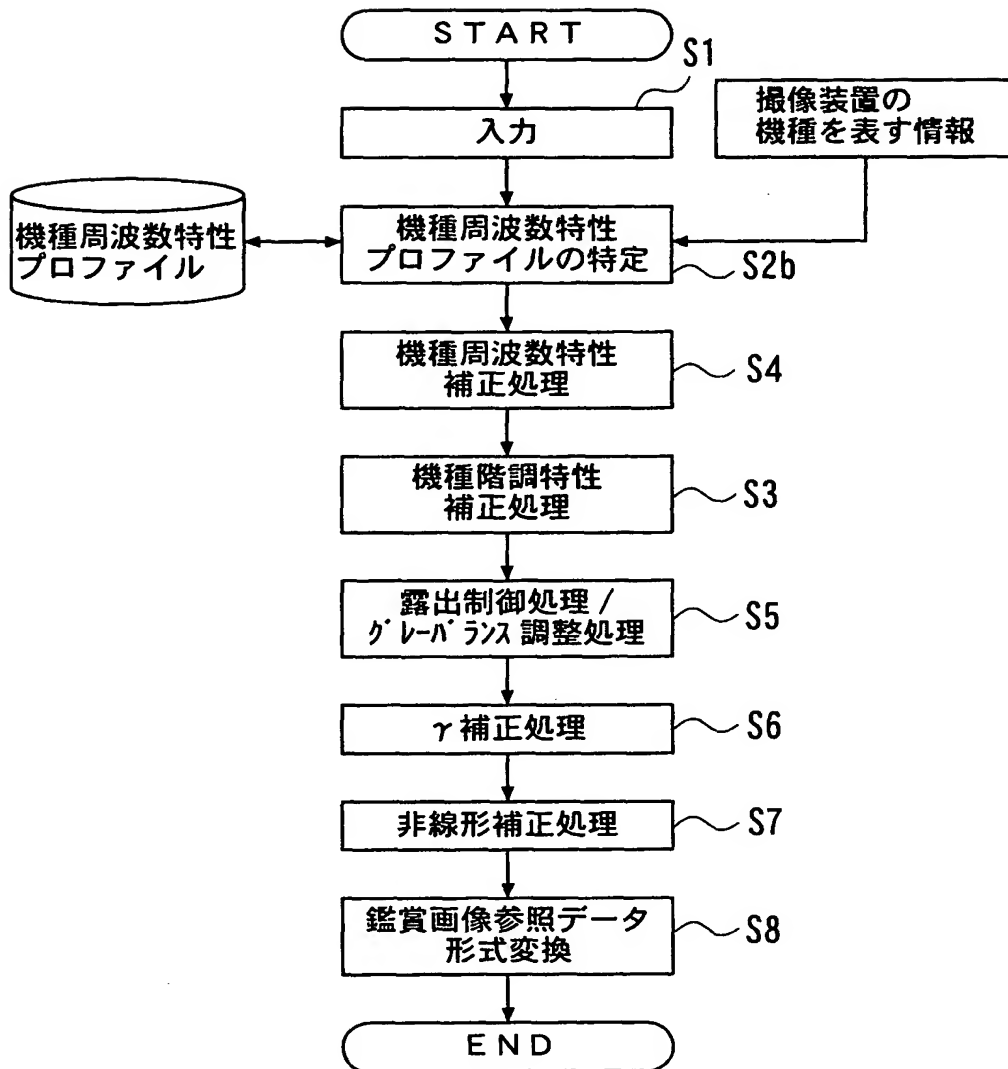 START
S1
入力
撮像装置の
機種を表す情報
機種周波数特性
プロファイル
機種周波数特性
プロファイルの特定
S2b
機種周波数特性
補正処理
S4
機種階調特性
補正処理
S3
露出制御処理/
ｸﾞﾚｰﾊﾞﾗﾝｽ調整処理
S5
γ補正処理
S6
非線形補正処理
S7
鑑賞画像参照データ
形式変換
S8
END